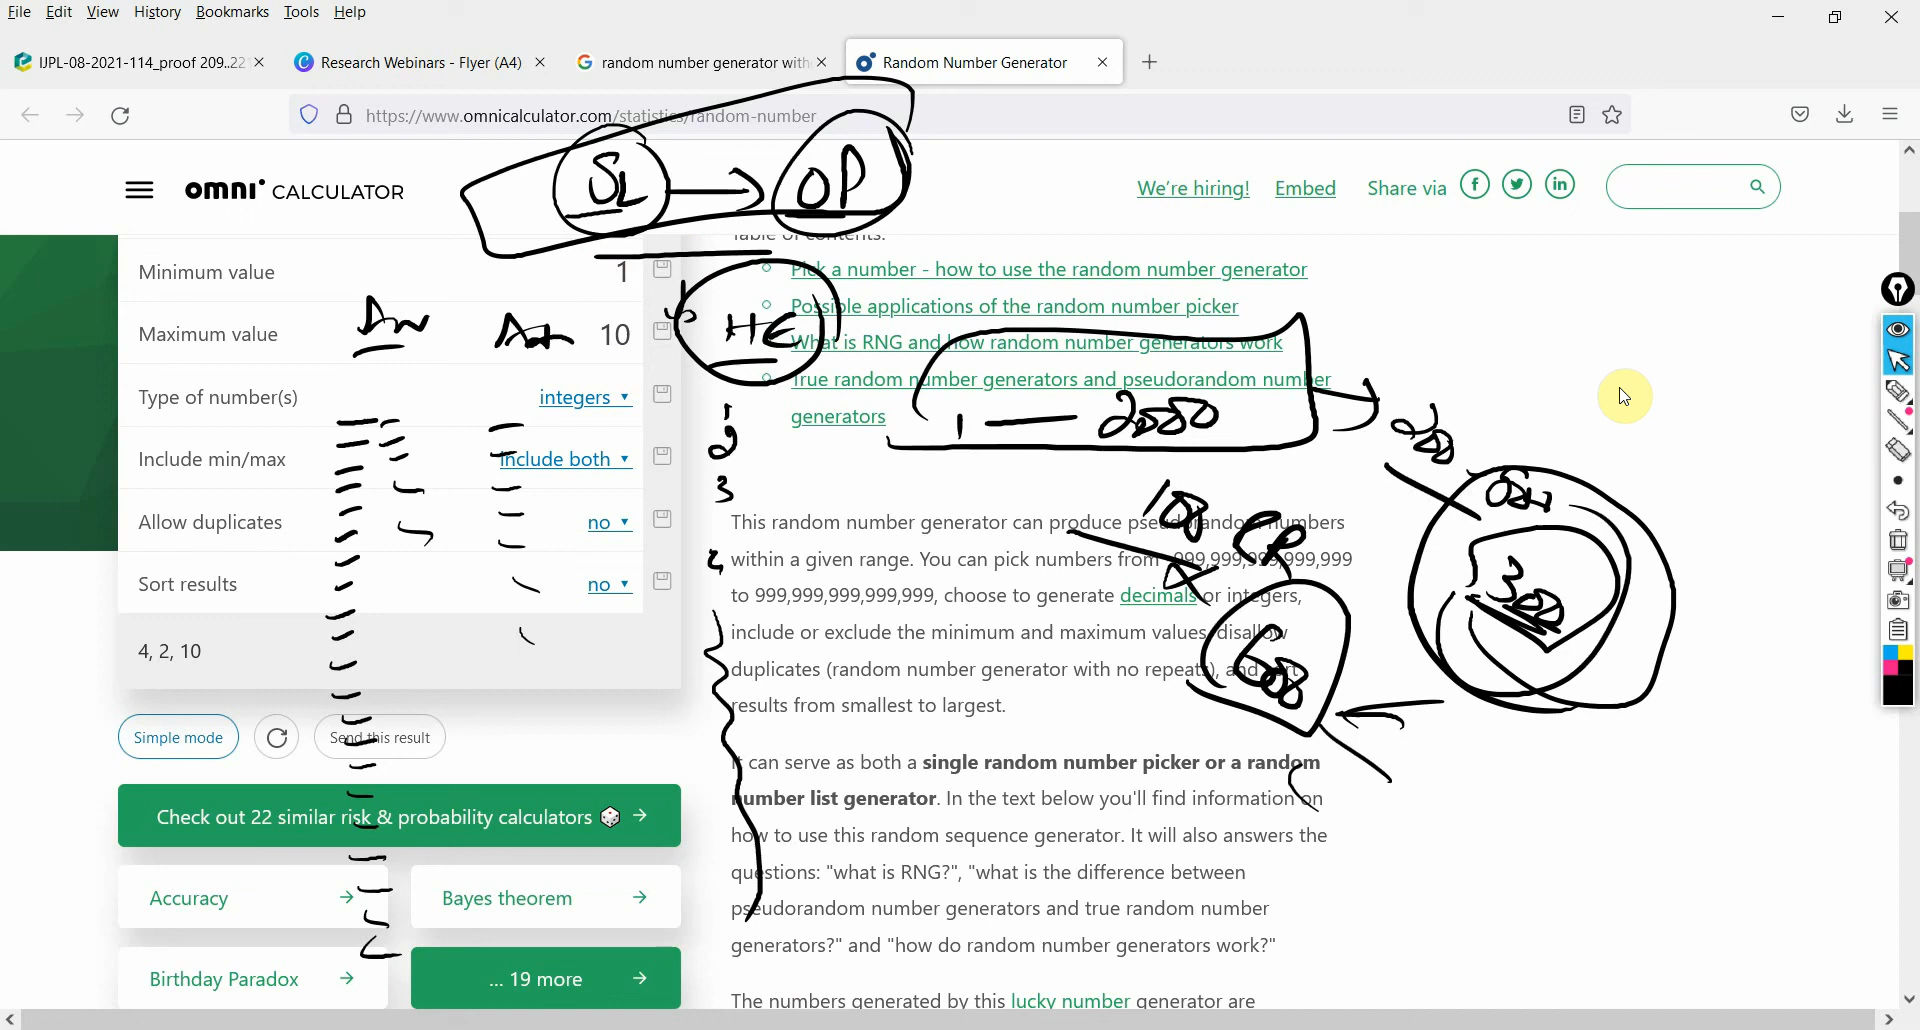 File Edit View History Bookmarks Tools Help
IJPL-08-2021-114_proof 209..22
Research Webinars - Flyer (A4)
random number generator with
Random Number Generator
https://www.omnicalculator.com/statistics/random-number
SL → OP
omni CALCULATOR
We're hiring! Embed Share via
Table of contents:
Minimum value 1
Pick a number - how to use the random number generator
Possible applications of the random number picker
Maximum value 10
HE
What is RNG and how random number generators work
True random number generators and pseudorandom number
generators
Type of number(s) integers
1 — 2000
Include min/max include both
2
3
Allow duplicates no
Sort results no
4, 2, 10
This random number generator can produce pseudorandom numbers
within a given range. You can pick numbers from -999,999,999,999,999
to 999,999,999,999,999, choose to generate decimals or integers,
include or exclude the minimum and maximum values, disallow
duplicates (random number generator with no repeats), and sort
results from smallest to largest.
300
Simple mode
Send this result
It can serve as both a single random number picker or a random
number list generator. In the text below you'll find information on
how to use this random sequence generator. It will also answers the
questions: "what is RNG?", "what is the difference between
pseudorandom number generators and true random number
generators?" and "how do random number generators work?"
Check out 22 similar risk & probability calculators
Accuracy
Bayes theorem
Birthday Paradox
... 19 more
The numbers generated by this lucky number generator are